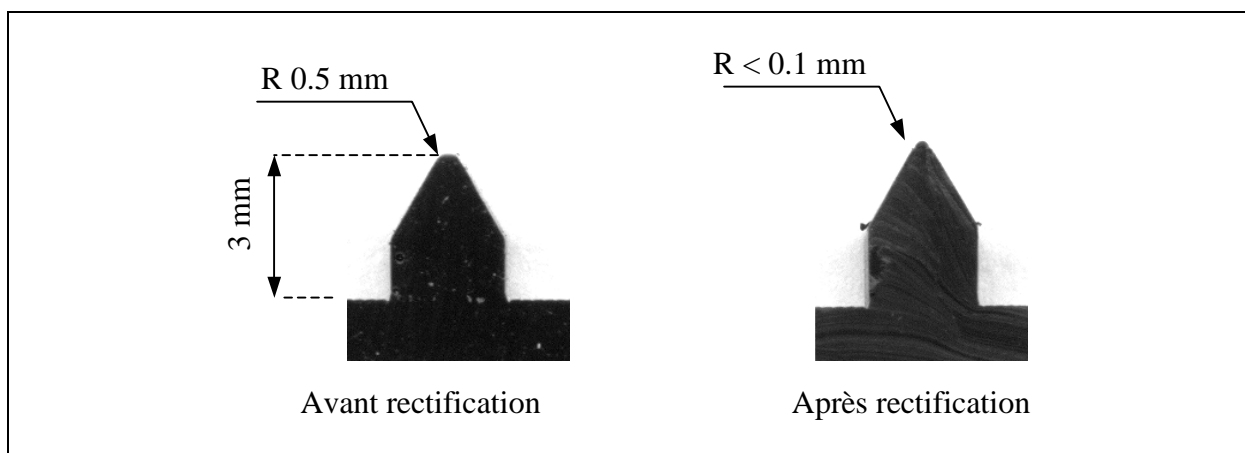 R 0.5 mm
R < 0.1 mm
3 mm
Avant rectification
Après rectification